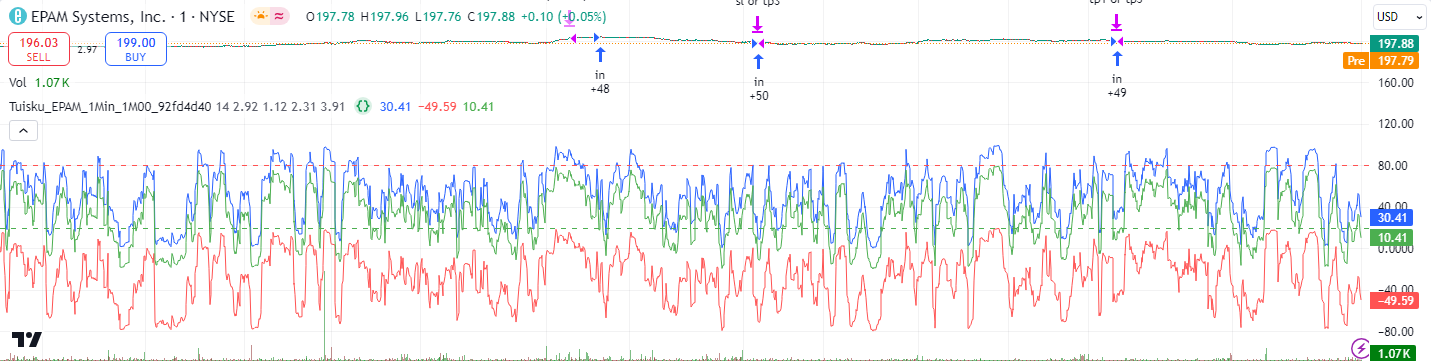 sl or tp3
tp1 or tp3
EPAM Systems, Inc. · 1 · NYSE O197.78 H197.96 L197.76 C197.88 +0.10 (+0.05%)
USD
196.03
SELL
2.97
199.00
BUY
197.88
Pre 197.79
in
+48
in
+50
in
+49
Vol 1.07 K
160.00
Tuisku_EPAM_1Min_1M00_92fd4d40 14 2.92 1.12 2.31 3.91 {} 30.41 −49.59 10.41
120.00
80.00
40.00
30.41
10.41
0.0000
−40.00
−49.59
−80.00
1.07 K